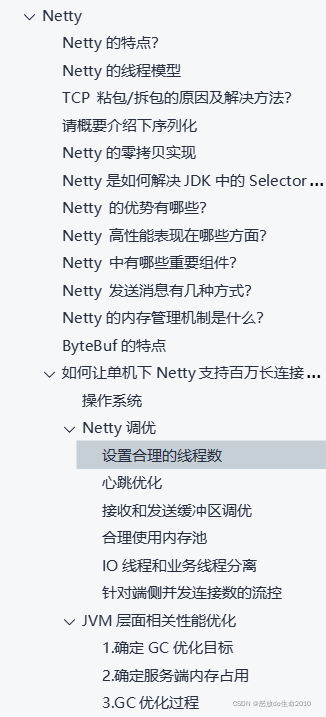 Netty
Netty 的特点？
Netty 的线程模型
TCP 粘包/拆包的原因及解决方法？
请概要介绍下序列化
Netty 的零拷贝实现
Netty 是如何解决 JDK 中的 Selector ...
Netty 的优势有哪些？
Netty 高性能表现在哪些方面？
Netty 中有哪些重要组件？
Netty 发送消息有几种方式？
Netty 的内存管理机制是什么？
ByteBuf 的特点
如何让单机下 Netty 支持百万长连接 ...
操作系统
Netty 调优
设置合理的线程数
心跳优化
接收和发送缓冲区调优
合理使用内存池
IO 线程和业务线程分离
针对端侧并发连接数的流控
JVM 层面相关性能优化
1.确定 GC 优化目标
2.确定服务端内存占用
3.GC 优化过程
CSDN @怒放de生命2010